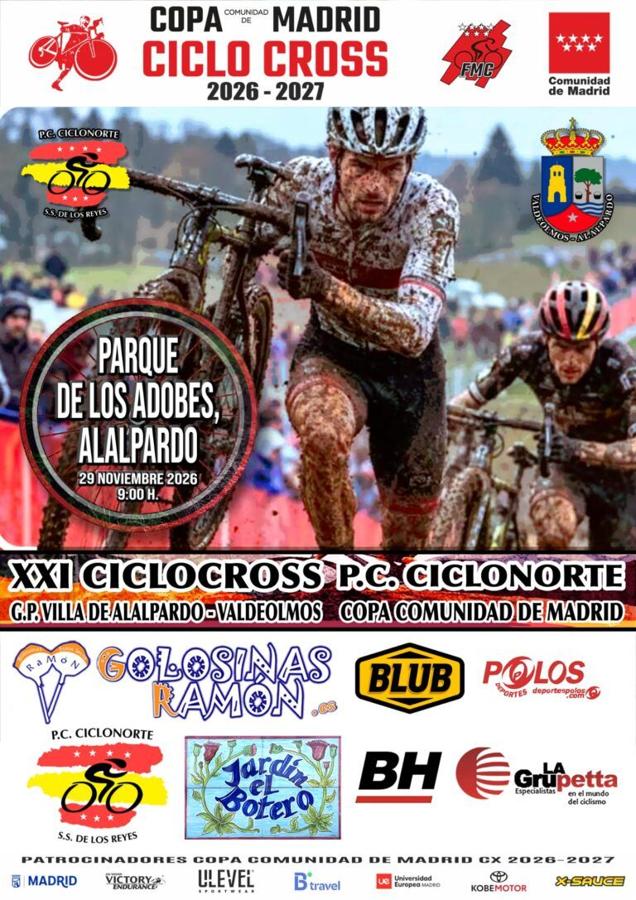 COPA COMUNIDAD DE MADRID
CICLO CROSS
2026 - 2027
FMC
Comunidad
de Madrid
P.C. CICLONORTE
S.S. DE LOS REYES
VALDEOLMOS - ALALPARDO
PARQUE
DE LOS ADOBES,
ALALPARDO
29 NOVIEMBRE 2026
9:00 H.
XXI CICLOCROSS P.C. CICLONORTE
G.P. VILLA DE ALALPARDO - VALDEOLMOS COPA COMUNIDAD DE MADRID
RAMÓN
GOLOSINAS
RAMON.es
BLUB
POLOS
DEPORTES
deportespolos.com
P.C. CICLONORTE
S.S. DE LOS REYES
Jardín
el
Botero
BH
LA
Grupetta
Especialistas en el mundo
del ciclismo
PATROCINADORES COPA COMUNIDAD DE MADRID CX 2026-2027
MADRID
VICTORY
ENDURANCE
ULEVEL
SPORTWEAR
B travel
ue Universidad
Europea MADRID
KOBEMOTOR
X-SAUCE